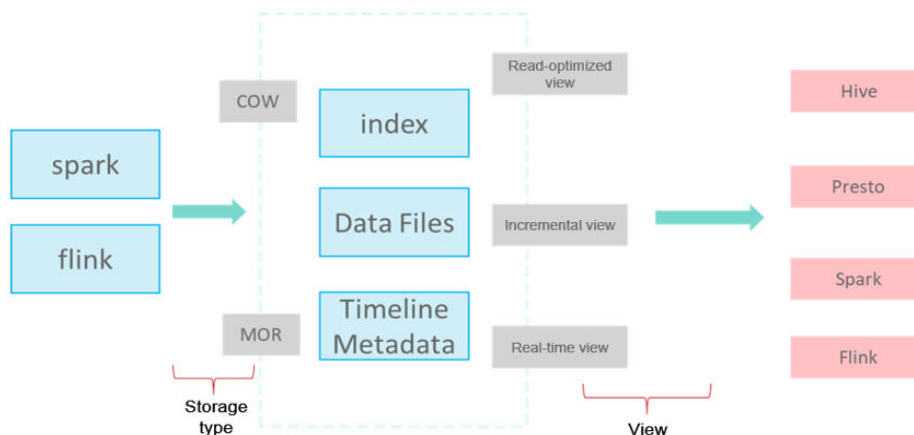 spark
flink
COW
MOR
Storage
type
index
Data Files
Timeline
Metadata
Read-optimized
view
Incremental view
Real-time view
View
Hive
Presto
Spark
Flink